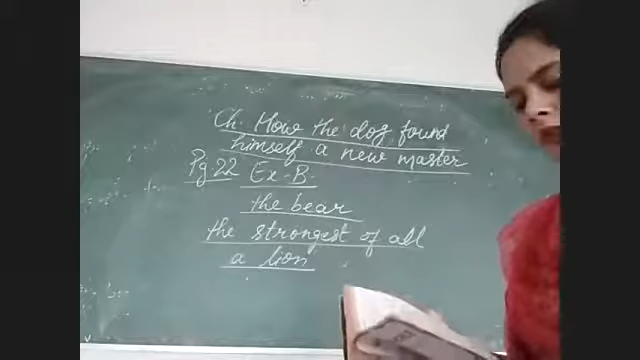 Ch. How the dog found
himself a new master
Pg 22 Ex-B.
the bear
the strongest of all
a lion